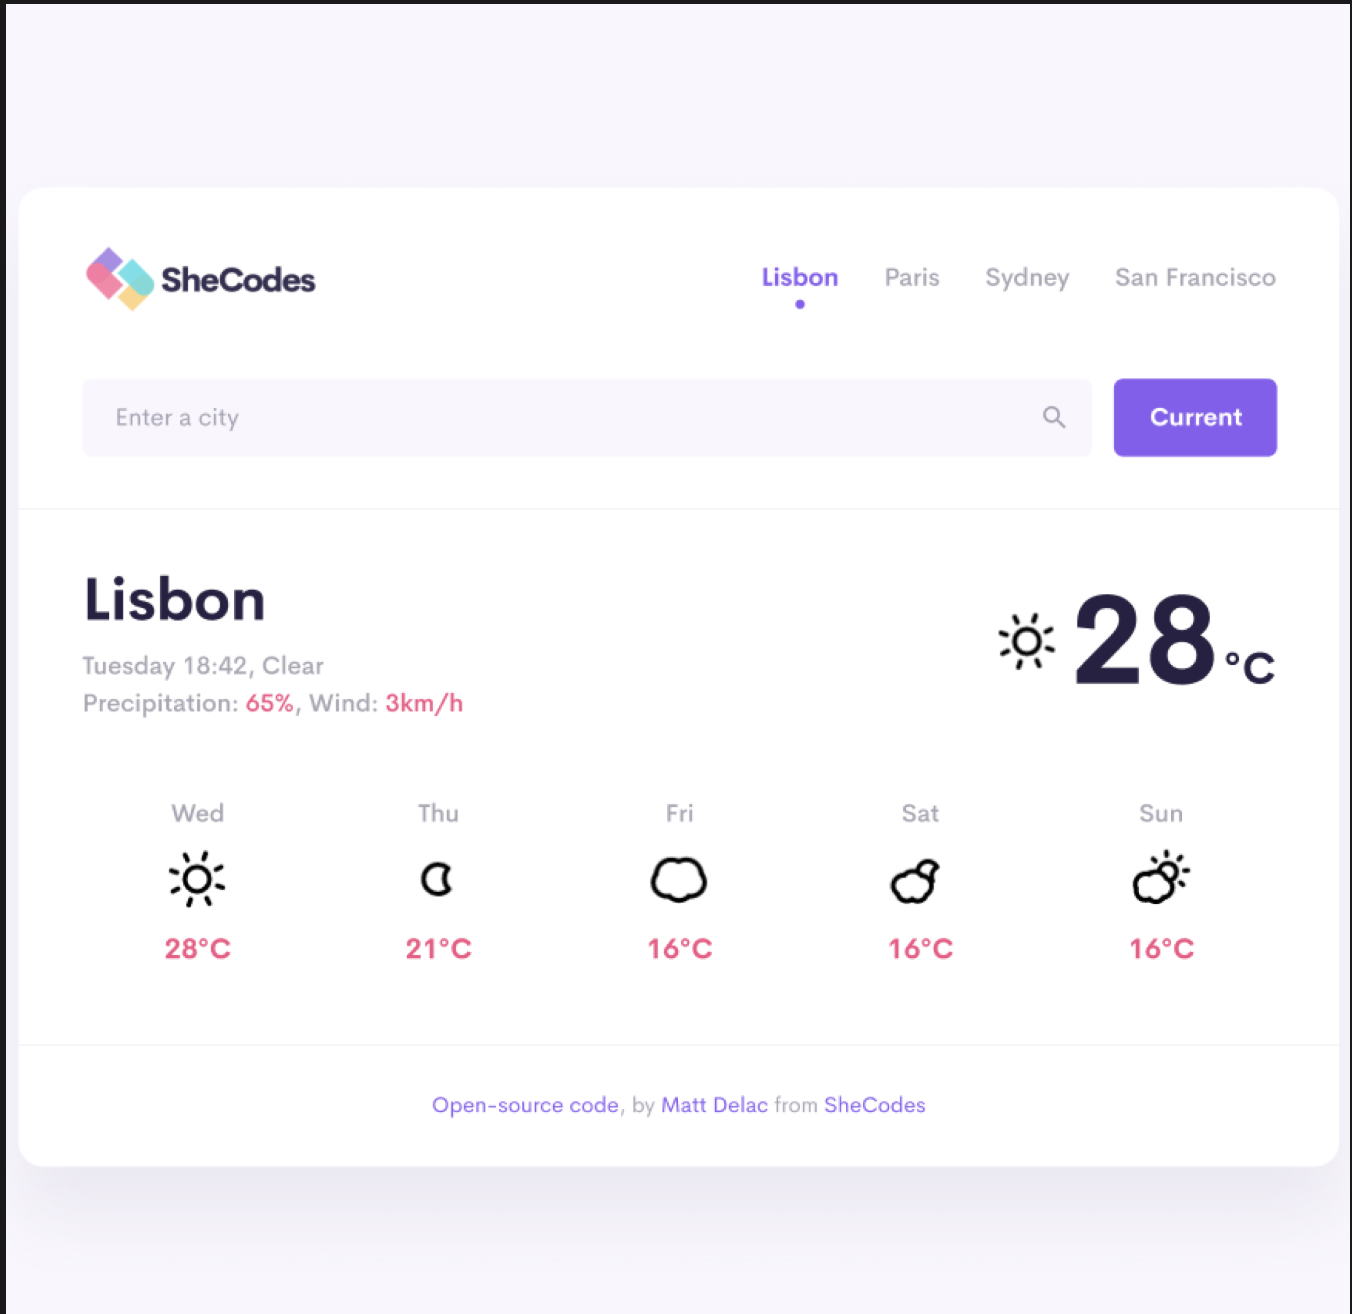 SheCodes
Lisbon Paris Sydney San Francisco
Enter a city
Current
Lisbon
Tuesday 18:42, Clear
Precipitation: 65%, Wind: 3km/h
28 °C
Wed Thu Fri Sat Sun
28°C 21°C 16°C 16°C 16°C
Open-source code, by Matt Delac from SheCodes